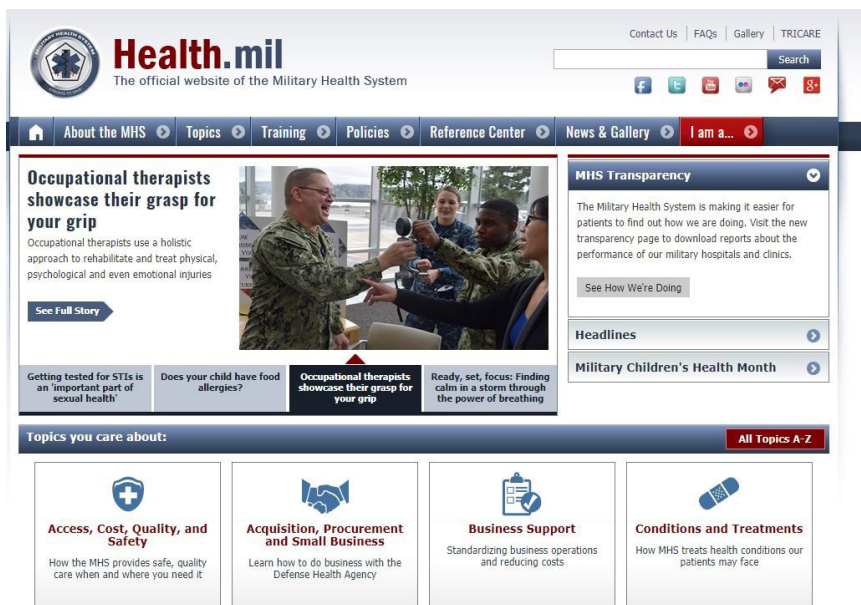 Contact Us FAQs Gallery TRICARE
Health.mil
The official website of the Military Health System
Search
About the MHS Topics Training Policies Reference Center News & Gallery I am a...
Occupational therapists
showcase their grasp for
your grip
Occupational therapists use a holistic
approach to rehabilitate and treat physical,
psychological and even emotional injuries
See Full Story
Getting tested for STIs is
an 'important part of
sexual health'
Does your child have food
allergies?
Occupational therapists
showcase their grasp for
your grip
Ready, set, focus: Finding
calm in a storm through
the power of breathing
MHS Transparency
The Military Health System is making it easier for
patients to find out how we are doing. Visit the new
transparency page to download reports about the
performance of our military hospitals and clinics.
See How We're Doing
Headlines
Military Children's Health Month
Topics you care about:
All Topics A-Z
Access, Cost, Quality, and
Safety
How the MHS provides safe, quality
care when and where you need it
Acquisition, Procurement
and Small Business
Learn how to do business with the
Defense Health Agency
Business Support
Standardizing business operations
and reducing costs
Conditions and Treatments
How MHS treats health conditions our
patients may face